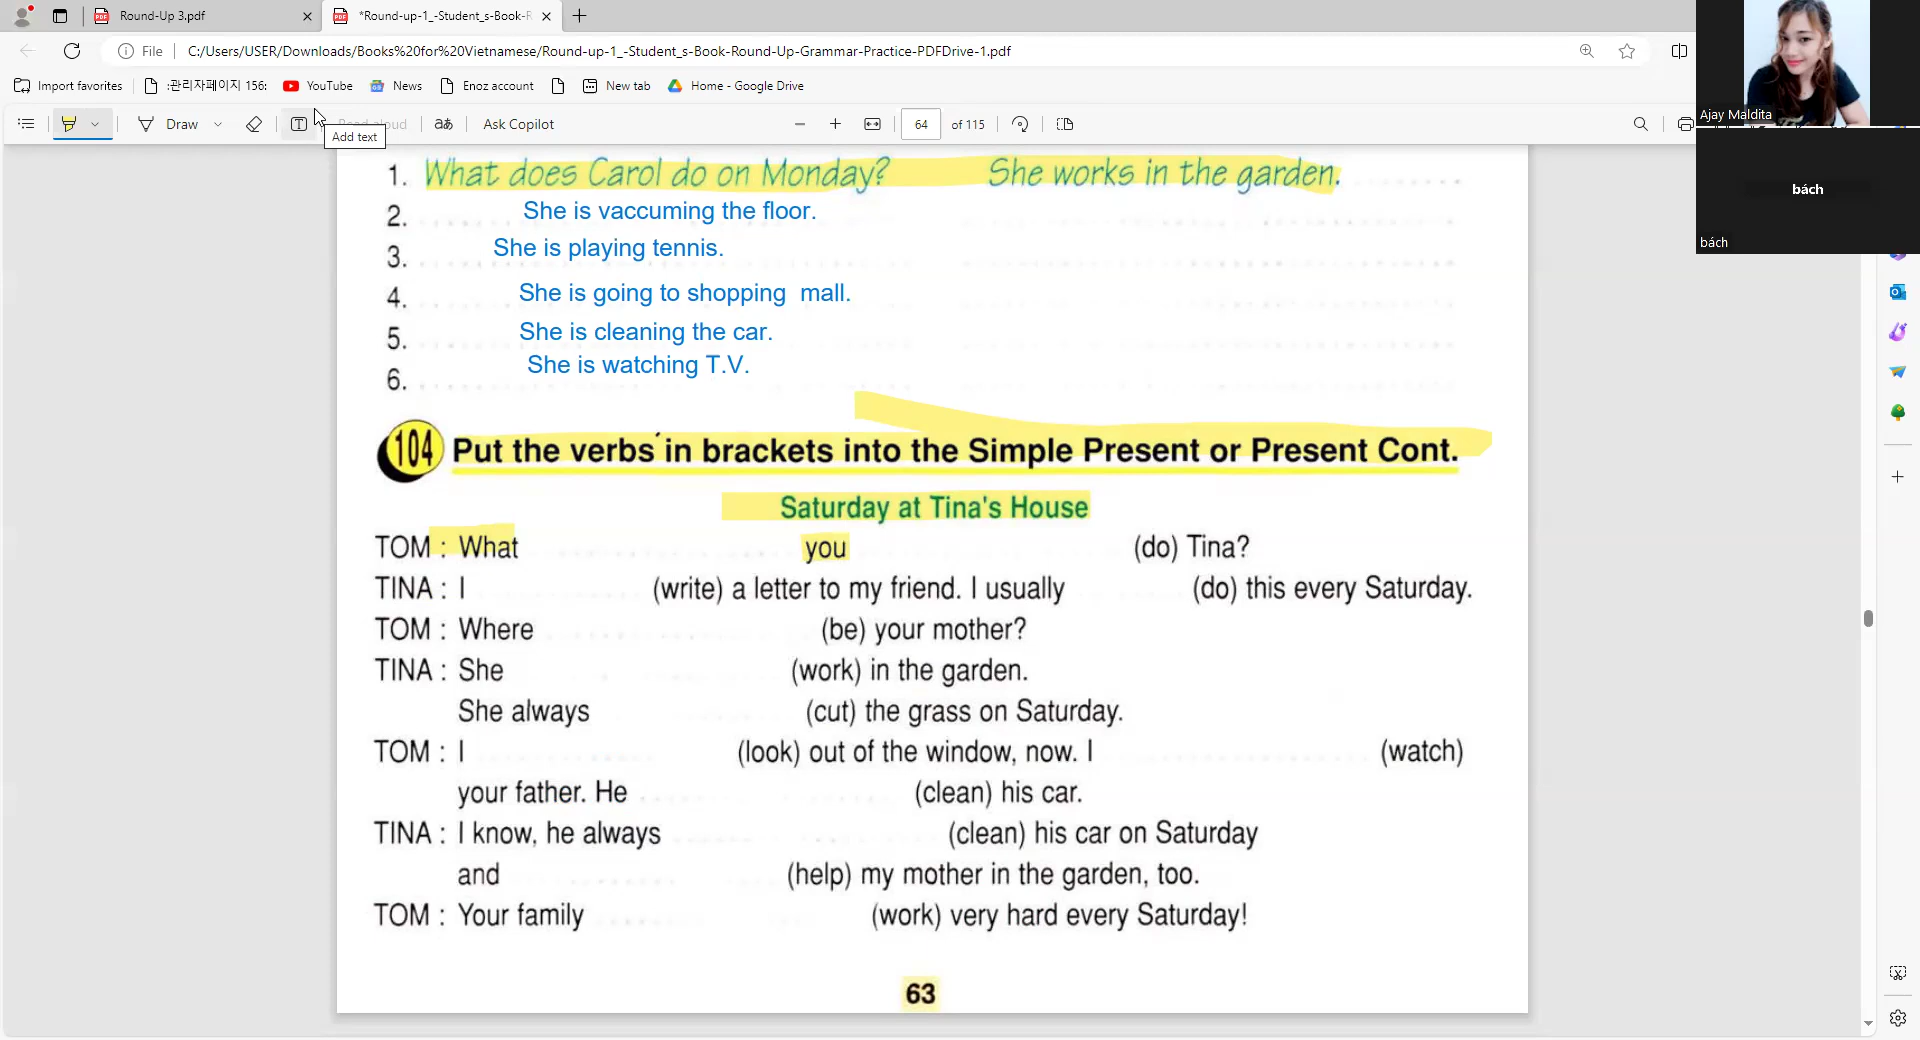 Round-Up 3.pdf
*Round-up-1_-Student_s-Book-R
File
C:/Users/USER/Downloads/Books%20for%20Vietnamese/Round-up-1_-Student_s-Book-Round-Up-Grammar-Practice-PDFDrive-1.pdf
Import favorites
:관리자페이지 156:
YouTube
News
Enoz account
New tab
Home - Google Drive
Draw
Read aloud
Ask Copilot
64
of 115
Add text
Ajay Maldita
bách
bách
1. What does Carol do on Monday? She works in the garden.
2. She is vaccuming the floor.
3. She is playing tennis.
4. She is going to shopping mall.
5. She is cleaning the car.
6. She is watching T.V.
104 Put the verbs in brackets into the Simple Present or Present Cont.
Saturday at Tina's House
TOM : What you (do) Tina?
TINA : I (write) a letter to my friend. I usually (do) this every Saturday.
TOM : Where (be) your mother?
TINA : She (work) in the garden.
She always (cut) the grass on Saturday.
TOM : I (look) out of the window, now. I (watch)
your father. He (clean) his car.
TINA : I know, he always (clean) his car on Saturday
and (help) my mother in the garden, too.
TOM : Your family (work) very hard every Saturday!
63